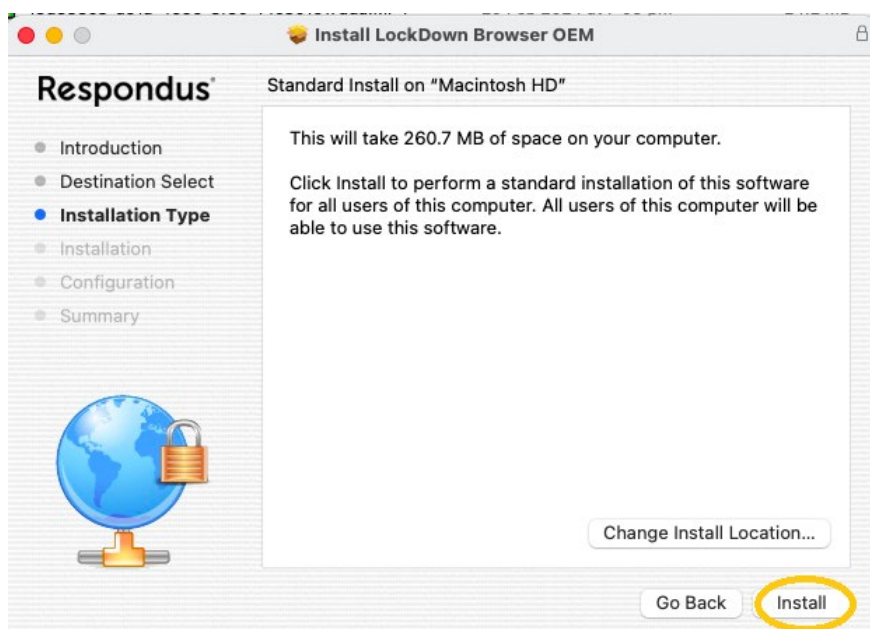 Install LockDown Browser OEM
Respondus®
Standard Install on "Macintosh HD"
Introduction
Destination Select
Installation Type
Installation
Configuration
Summary
This will take 260.7 MB of space on your computer.
Click Install to perform a standard installation of this software
for all users of this computer. All users of this computer will be
able to use this software.
Change Install Location...
Go Back
Install